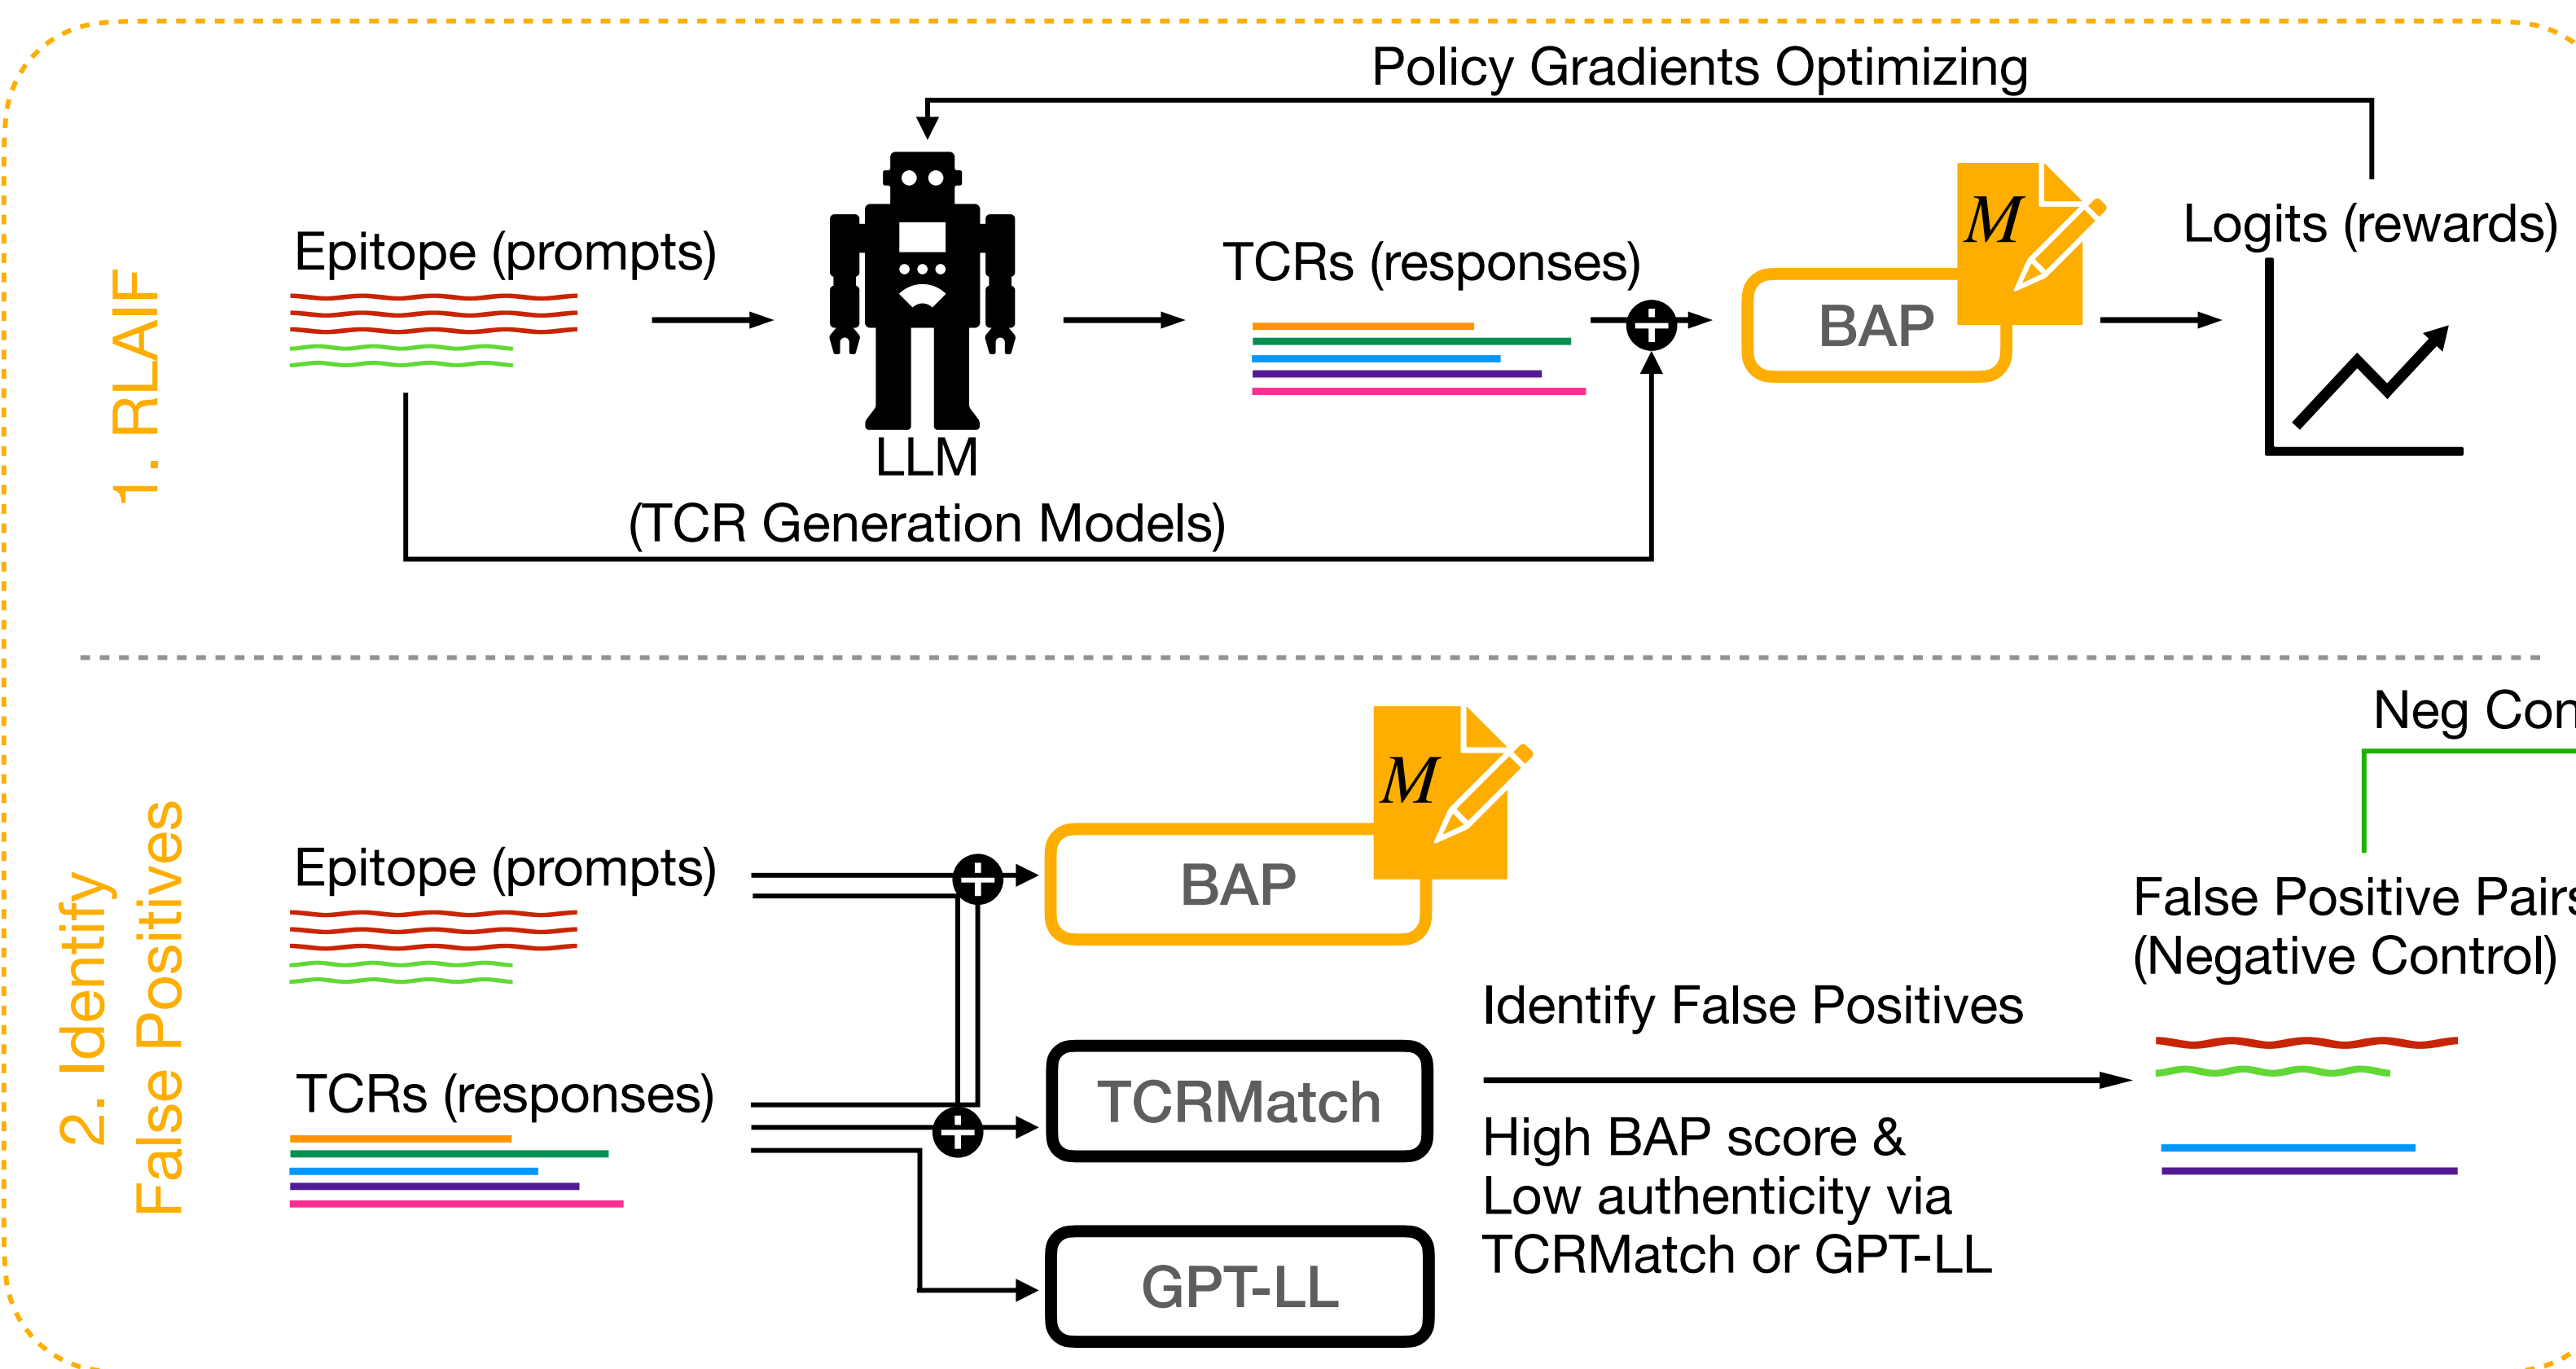 Policy Gradients Optimizing
1. RLAIF
Epitope (prompts)
LLM
(TCR Generation Models)
TCRs (responses)
BAP
M
Logits (rewards)
2. Identify
False Positives
Epitope (prompts)
TCRs (responses)
BAP
M
TCRMatch
GPT-LL
Identify False Positives
High BAP score &
Low authenticity via
TCRMatch or GPT-LL
Neg Con
False Positive Pairs
(Negative Control)